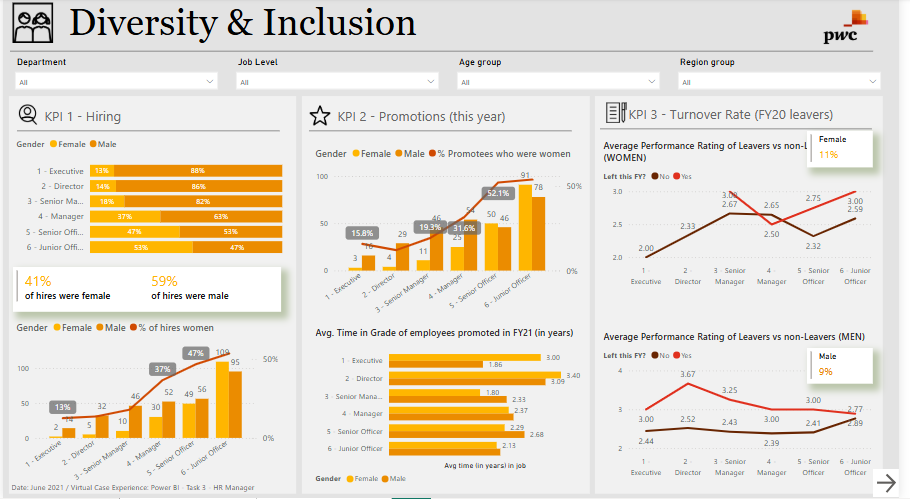 Diversity & Inclusion
pwc
Department
Job Level
Age group
Region group
All
All
All
All
KPI 1 - Hiring
Gender Female Male
1 - Executive 13% 88%
2 - Director 14% 86%
3 - Senior Ma... 18% 82%
4 - Manager 37% 63%
5 - Senior Offi... 47% 53%
6 - Junior Offi... 53% 47%
41%
of hires were female
59%
of hires were male
Gender Female Male % of hires women
100
50
0
50%
0%
13%
37%
47%
2 14
5 32
10 46
30 52
49 56
109 95
1 - Executive
2 - Director
3 - Senior Manager
4 - Manager
5 - Senior Officer
6 - Junior Officer
Date: June 2021 / Virtual Case Experience: Power BI - Task 3 - HR Manager
KPI 2 - Promotions (this year)
Gender Female Male % Promotees who were women
100
50
0
50%
0%
15.8%
19.3%
31.6%
52.1%
3 16
4 29
11 46
25 54
50 46
91 78
1 - Executive
2 - Director
3 - Senior Manager
4 - Manager
5 - Senior Officer
6 - Junior Officer
Avg. Time in Grade of employees promoted in FY21 (in years)
1 - Executive 3.00 1.86
2 - Director 3.40 3.09
3 - Senior Mana... 1.80 2.33
4 - Manager 2.37
5 - Senior Officer 2.29 2.68
6 - Junior Officer 2.13
Avg time (in years) in job
Gender Female Male
KPI 3 - Turnover Rate (FY20 leavers)
Average Performance Rating of Leavers vs non-L
(WOMEN)
Female
11%
Left this FY? No Yes
3.0
2.5
2.0
2.00
2.33
3.00
2.67
2.65
2.50
2.75
2.32
3.00
2.59
1 - Executive
2 - Director
3 - Senior Manager
4 - Manager
5 - Senior Officer
6 - Junior Officer
Average Performance Rating of Leavers vs non-Leavers (MEN)
Male
9%
Left this FY? No Yes
4
3
2
3.00
2.44
3.67
2.52
3.25
2.43
3.00
2.39
3.00
2.41
2.77
1 - Executive
2 - Director
3 - Senior Manager
4 - Manager
5 - Senior Officer
6 - Junior Officer